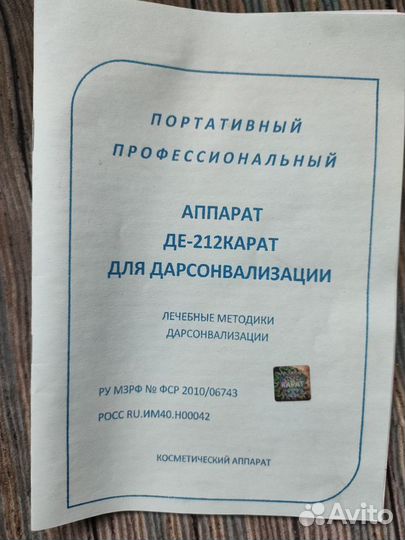 ПОРТАТИВНЫЙ
ПРОФЕССИОНАЛЬНЫЙ
АППАРАТ
ДЕ-212КАРАТ
ДЛЯ ДАРСОНВАЛИЗАЦИИ
ЛЕЧЕБНЫЕ МЕТОДИКИ
ДАРСОНВАЛИЗАЦИИ
РУ МЗРФ № ФСР 2010/06743
КАРАТ
РОСС RU.ИМ40.Н00042
КОСМЕТИЧЕСКИЙ АППАРАТ
Avito